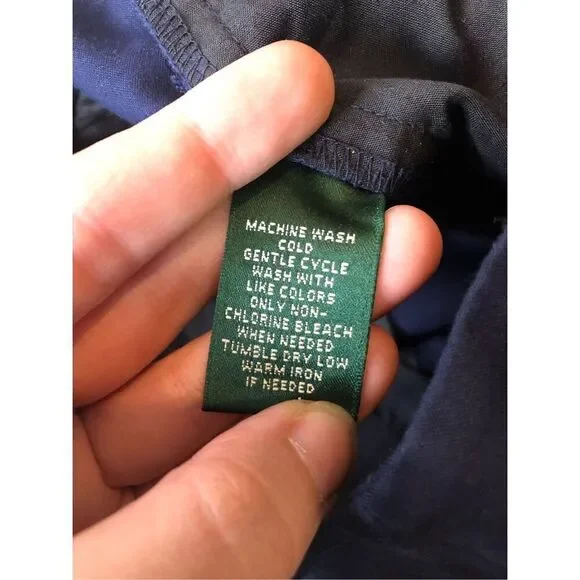 MACHINE WASH
COLD
GENTLE CYCLE
WASH WITH
LIKE COLORS
ONLY NON-
CHLORINE BLEACH
WHEN NEEDED
TUMBLE DRY LOW
WARM IRON
IF NEEDED